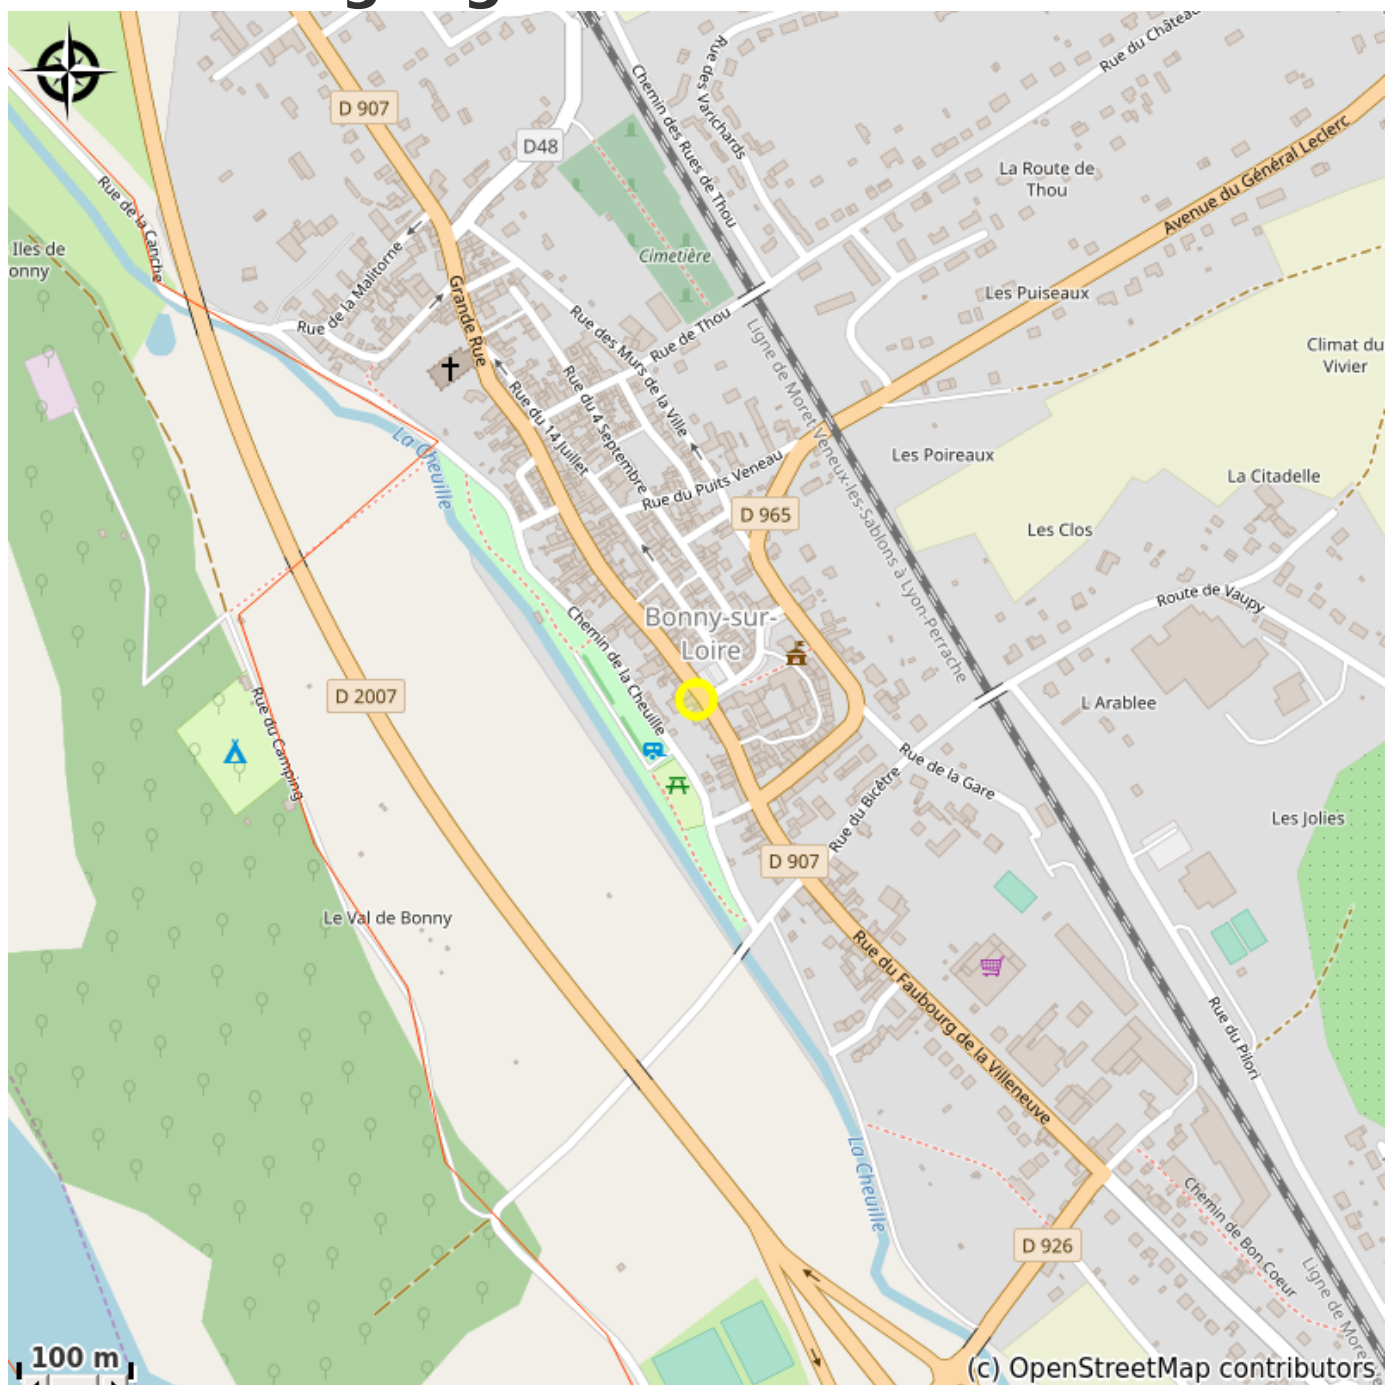 D 907
D48
Rue des Varichards
Rue du Château
Chemin des Rues de Thou
La Route de
Thou
Avenue du Général Leclerc
Rue de la Canche
Iles de
onny
Rue de la Malitorne
Cimetière
Les Puiseaux
Grande Rue
Rue des Murs de la Ville
Rue de Thou
Climat du
Vivier
Rue du 14 Juillet
Rue du 4 Septembre
Ligne de Moret-Veneux-les-Sablons à Lyon-Perrache
La Cheuille
Rue du Puits Veneau
Les Poireaux
La Citadelle
D 965
Les Clos
Route de Vaupy
Chemin de la Cheuille
Bonny-sur-
Loire
D 2007
L Arablee
Rue du Camping
Rue de la Gare
Rue du Bicêtre
Les Jolies
D 907
Le Val de Bonny
Rue du Faubourg de la Villeneuve
Rue du Pilori
La Cheuille
Chemin de Bon Coeur
D 926
Ligne de More
100 m
(c) OpenStreetMap contributors